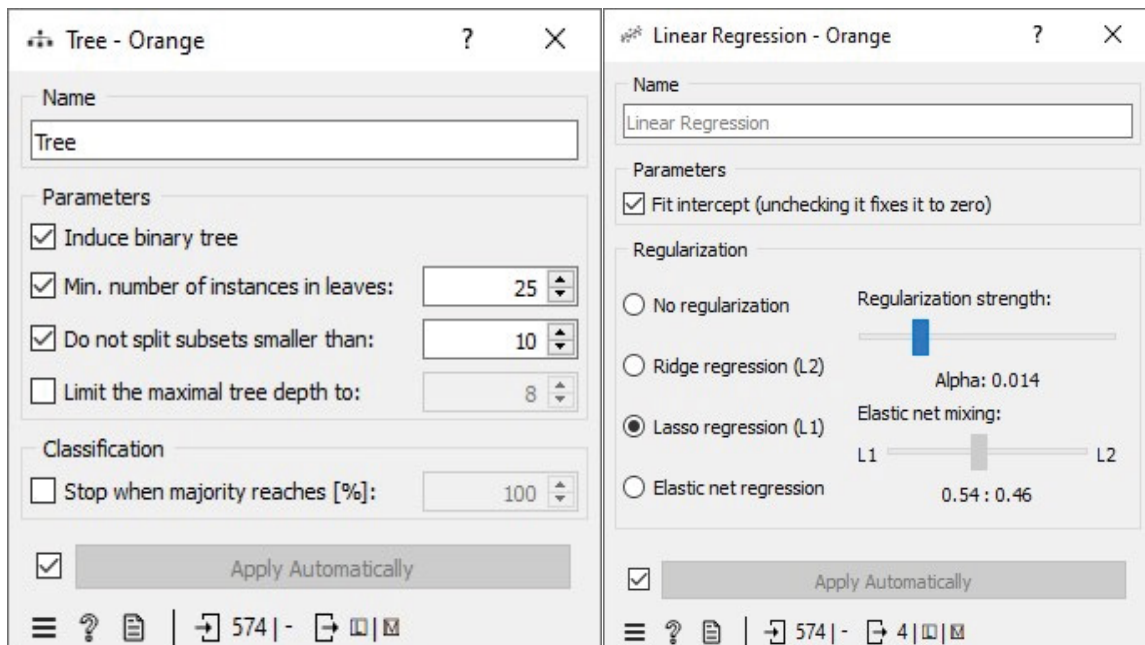 Tree - Orange
Name
Tree
Parameters
Induce binary tree
Min. number of instances in leaves: 25
Do not split subsets smaller than: 10
Limit the maximal tree depth to: 8
Classification
Stop when majority reaches [%]: 100
Apply Automatically
574 | -
Linear Regression - Orange
Name
Linear Regression
Parameters
Fit intercept (unchecking it fixes it to zero)
Regularization
No regularization
Ridge regression (L2)
Lasso regression (L1)
Elastic net regression
Regularization strength:
Alpha: 0.014
Elastic net mixing:
L1 L2
0.54 : 0.46
Apply Automatically
574 | - 4 |